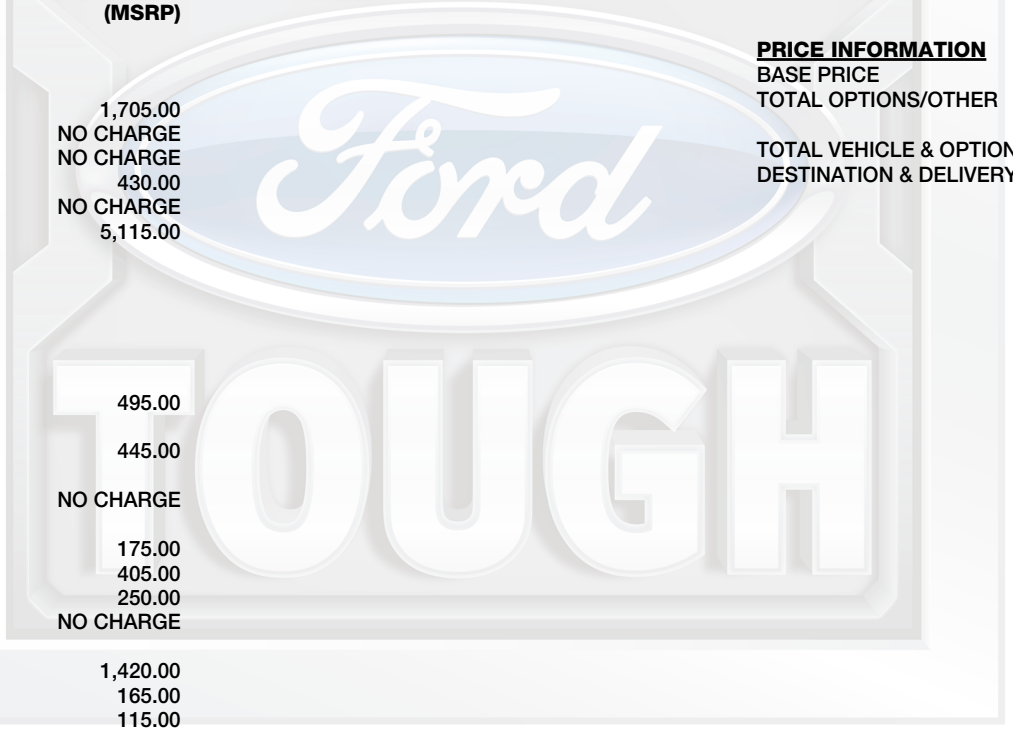 (MSRP)
1,705.00
NO CHARGE
NO CHARGE
430.00
NO CHARGE
5,115.00
495.00
445.00
NO CHARGE
175.00
405.00
250.00
NO CHARGE
1,420.00
165.00
115.00
PRICE INFORMATION
BASE PRICE
TOTAL OPTIONS/OTHER
TOTAL VEHICLE & OPTION
DESTINATION & DELIVERY
Ford
TOUGH